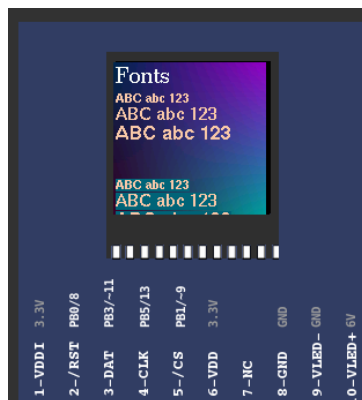 Fonts
ABC abc 123
ABC abc 123
ABC abc 123
ABC abc 123
ABC abc 123
1-VDDI 3.3V
2-/RST PB0/8
3-DAT PB3/~11
4-CLK PB5/13
5-/CS PB1/~9
6-VDD 3.3V
7-NC
8-GND GND
9-VLED- GND
0-VLED+ 6V